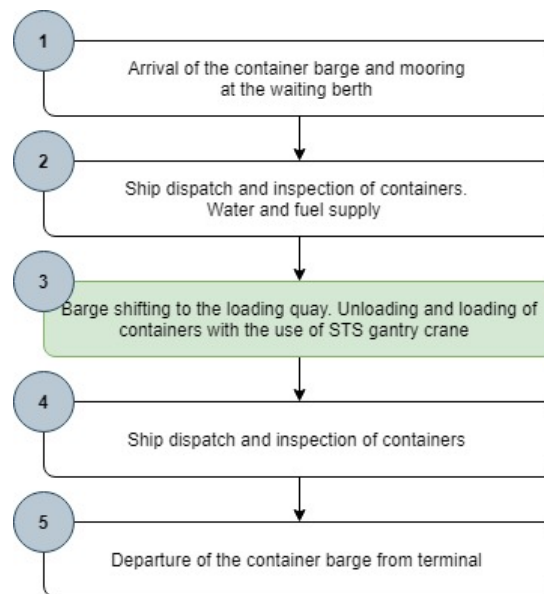 1
Arrival of the container barge and mooring
at the waiting berth
2
Ship dispatch and inspection of containers.
Water and fuel supply
3
Barge shifting to the loading quay. Unloading and loading of
containers with the use of STS gantry crane
4
Ship dispatch and inspection of containers
5
Departure of the container barge from terminal